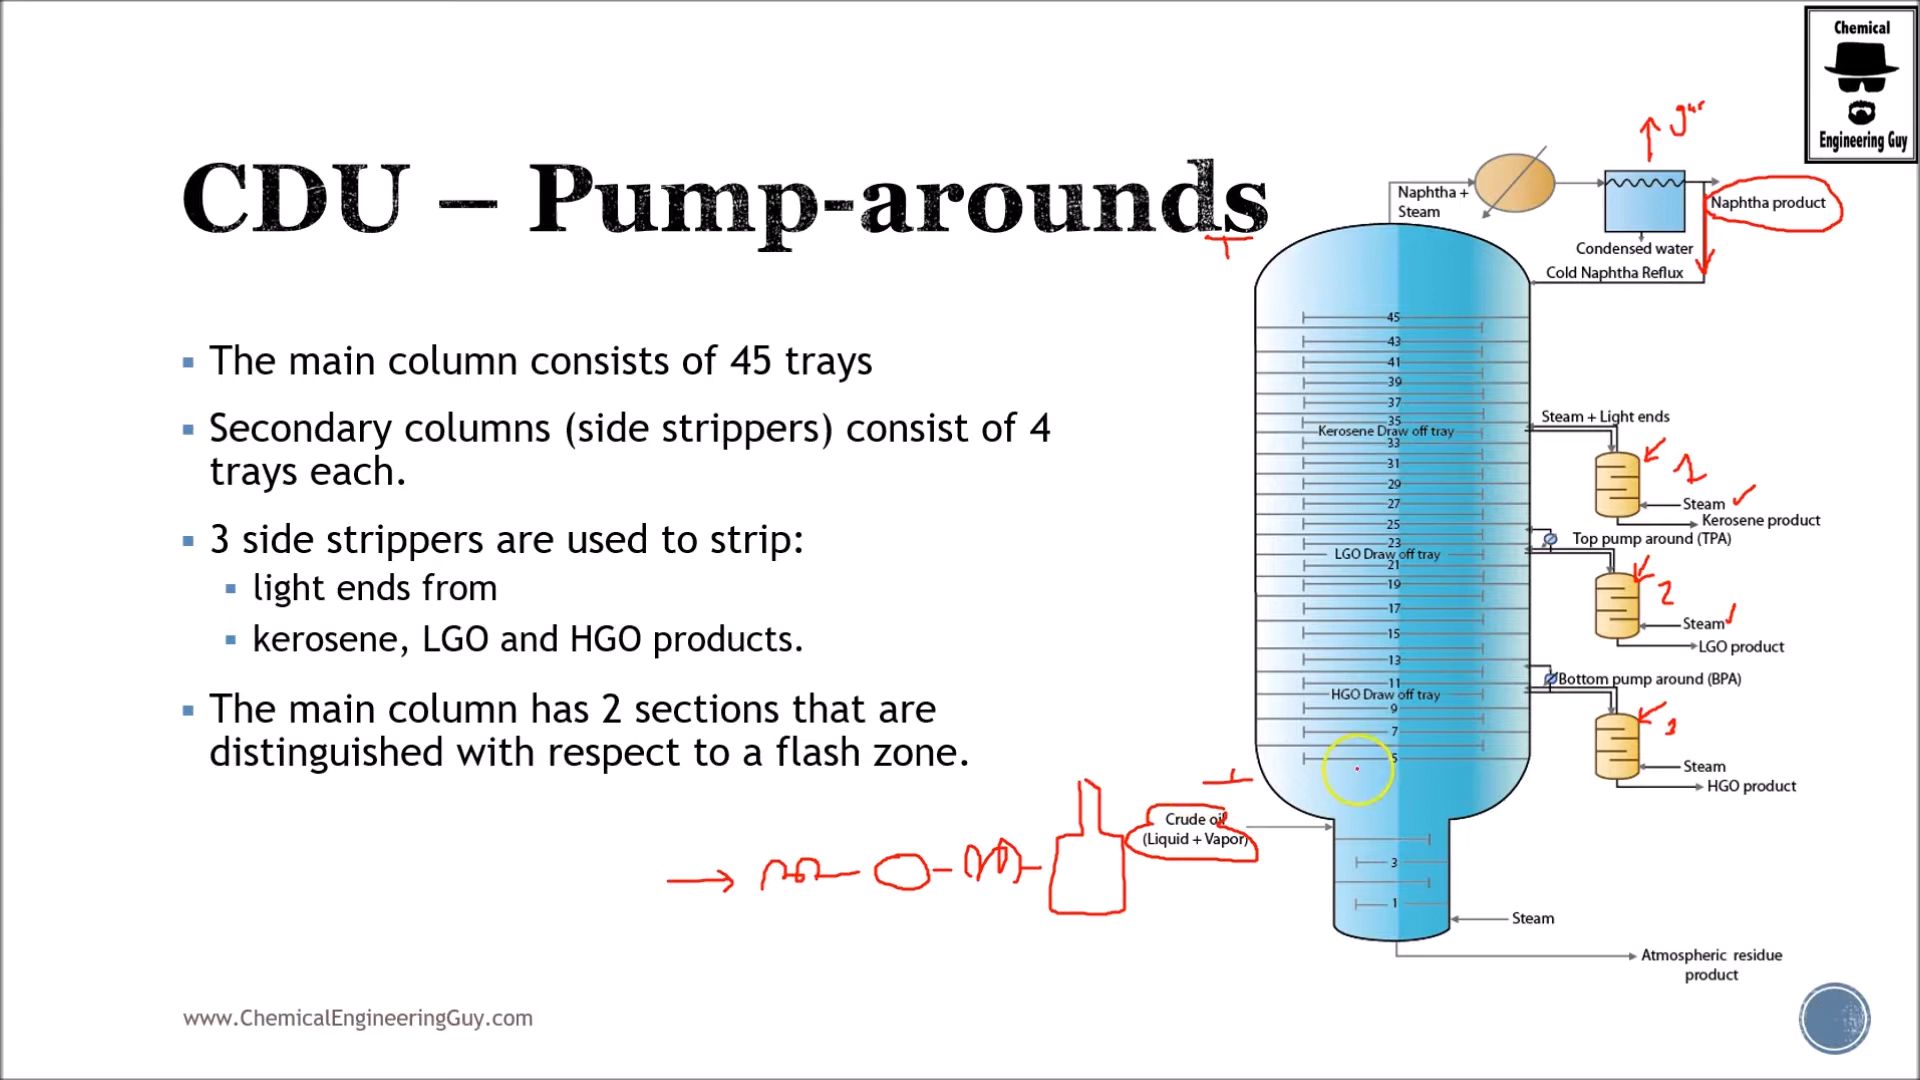 Chemical
Engineering Guy
CDU – Pump-arounds
The main column consists of 45 trays
Secondary columns (side strippers) consist of 4
trays each.
3 side strippers are used to strip:
light ends from
kerosene, LGO and HGO products.
The main column has 2 sections that are
distinguished with respect to a flash zone.
gas
Naphtha +
Steam
Naphtha product
Condensed water
Cold Naphtha Reflux
45
43
41
39
37
35
Kerosene Draw off tray
33
31
29
27
25
23
LGO Draw off tray
21
19
17
15
13
11
HGO Draw off tray
9
7
5
3
1
Steam + Light ends
1
Steam
Kerosene product
Top pump around (TPA)
2
Steam
LGO product
Bottom pump around (BPA)
3
Steam
HGO product
Crude oil
(Liquid + Vapor)
Steam
Atmospheric residue
product
www.ChemicalEngineeringGuy.com